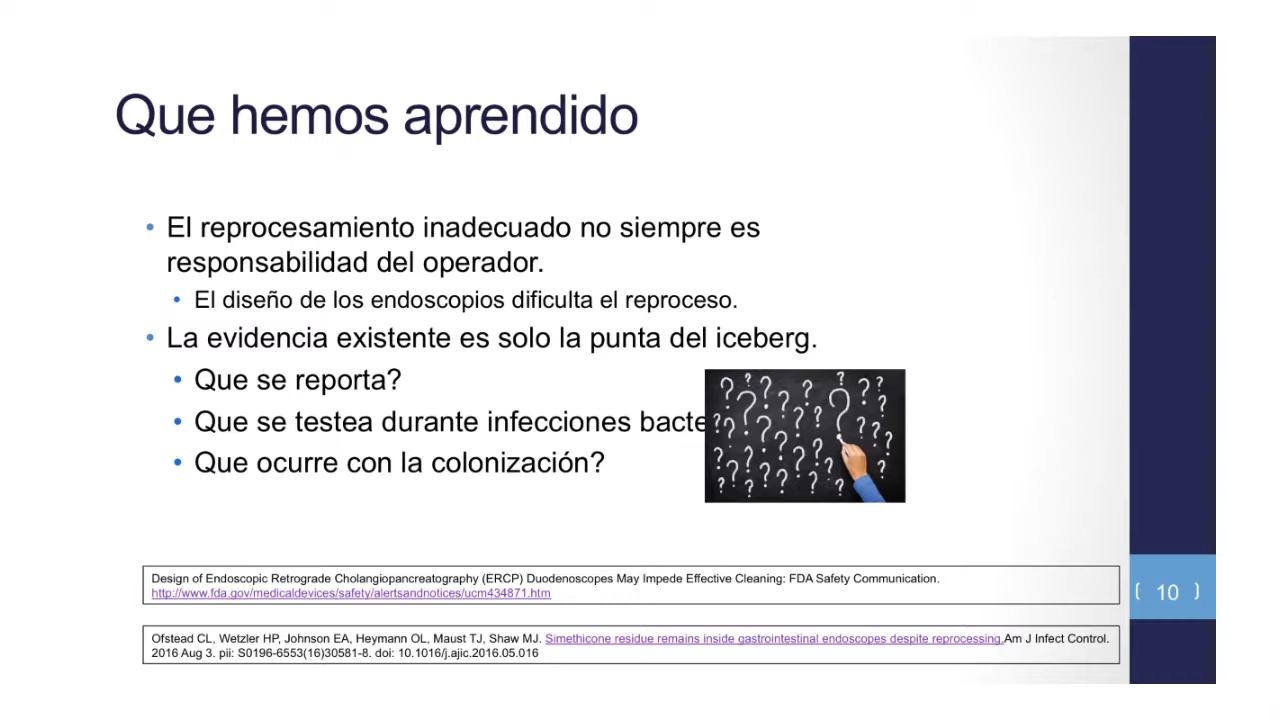 Que hemos aprendido
• El reprocesamiento inadecuado no siempre es
responsabilidad del operador.
• El diseño de los endoscopios dificulta el reproceso.
• La evidencia existente es solo la punta del iceberg.
• Que se reporta?
• Que se testea durante infecciones bacte
• Que ocurre con la colonización?
Design of Endoscopic Retrograde Cholangiopancreatography (ERCP) Duodenoscopes May Impede Effective Cleaning: FDA Safety Communication.
http://www.fda.gov/medicaldevices/safety/alertsandnotices/ucm434871.htm
10
Ofstead CL, Wetzler HP, Johnson EA, Heymann OL, Maust TJ, Shaw MJ. Simethicone residue remains inside gastrointestinal endoscopes despite reprocessing.Am J Infect Control.
2016 Aug 3. pii: S0196-6553(16)30581-8. doi: 10.1016/j.ajic.2016.05.016